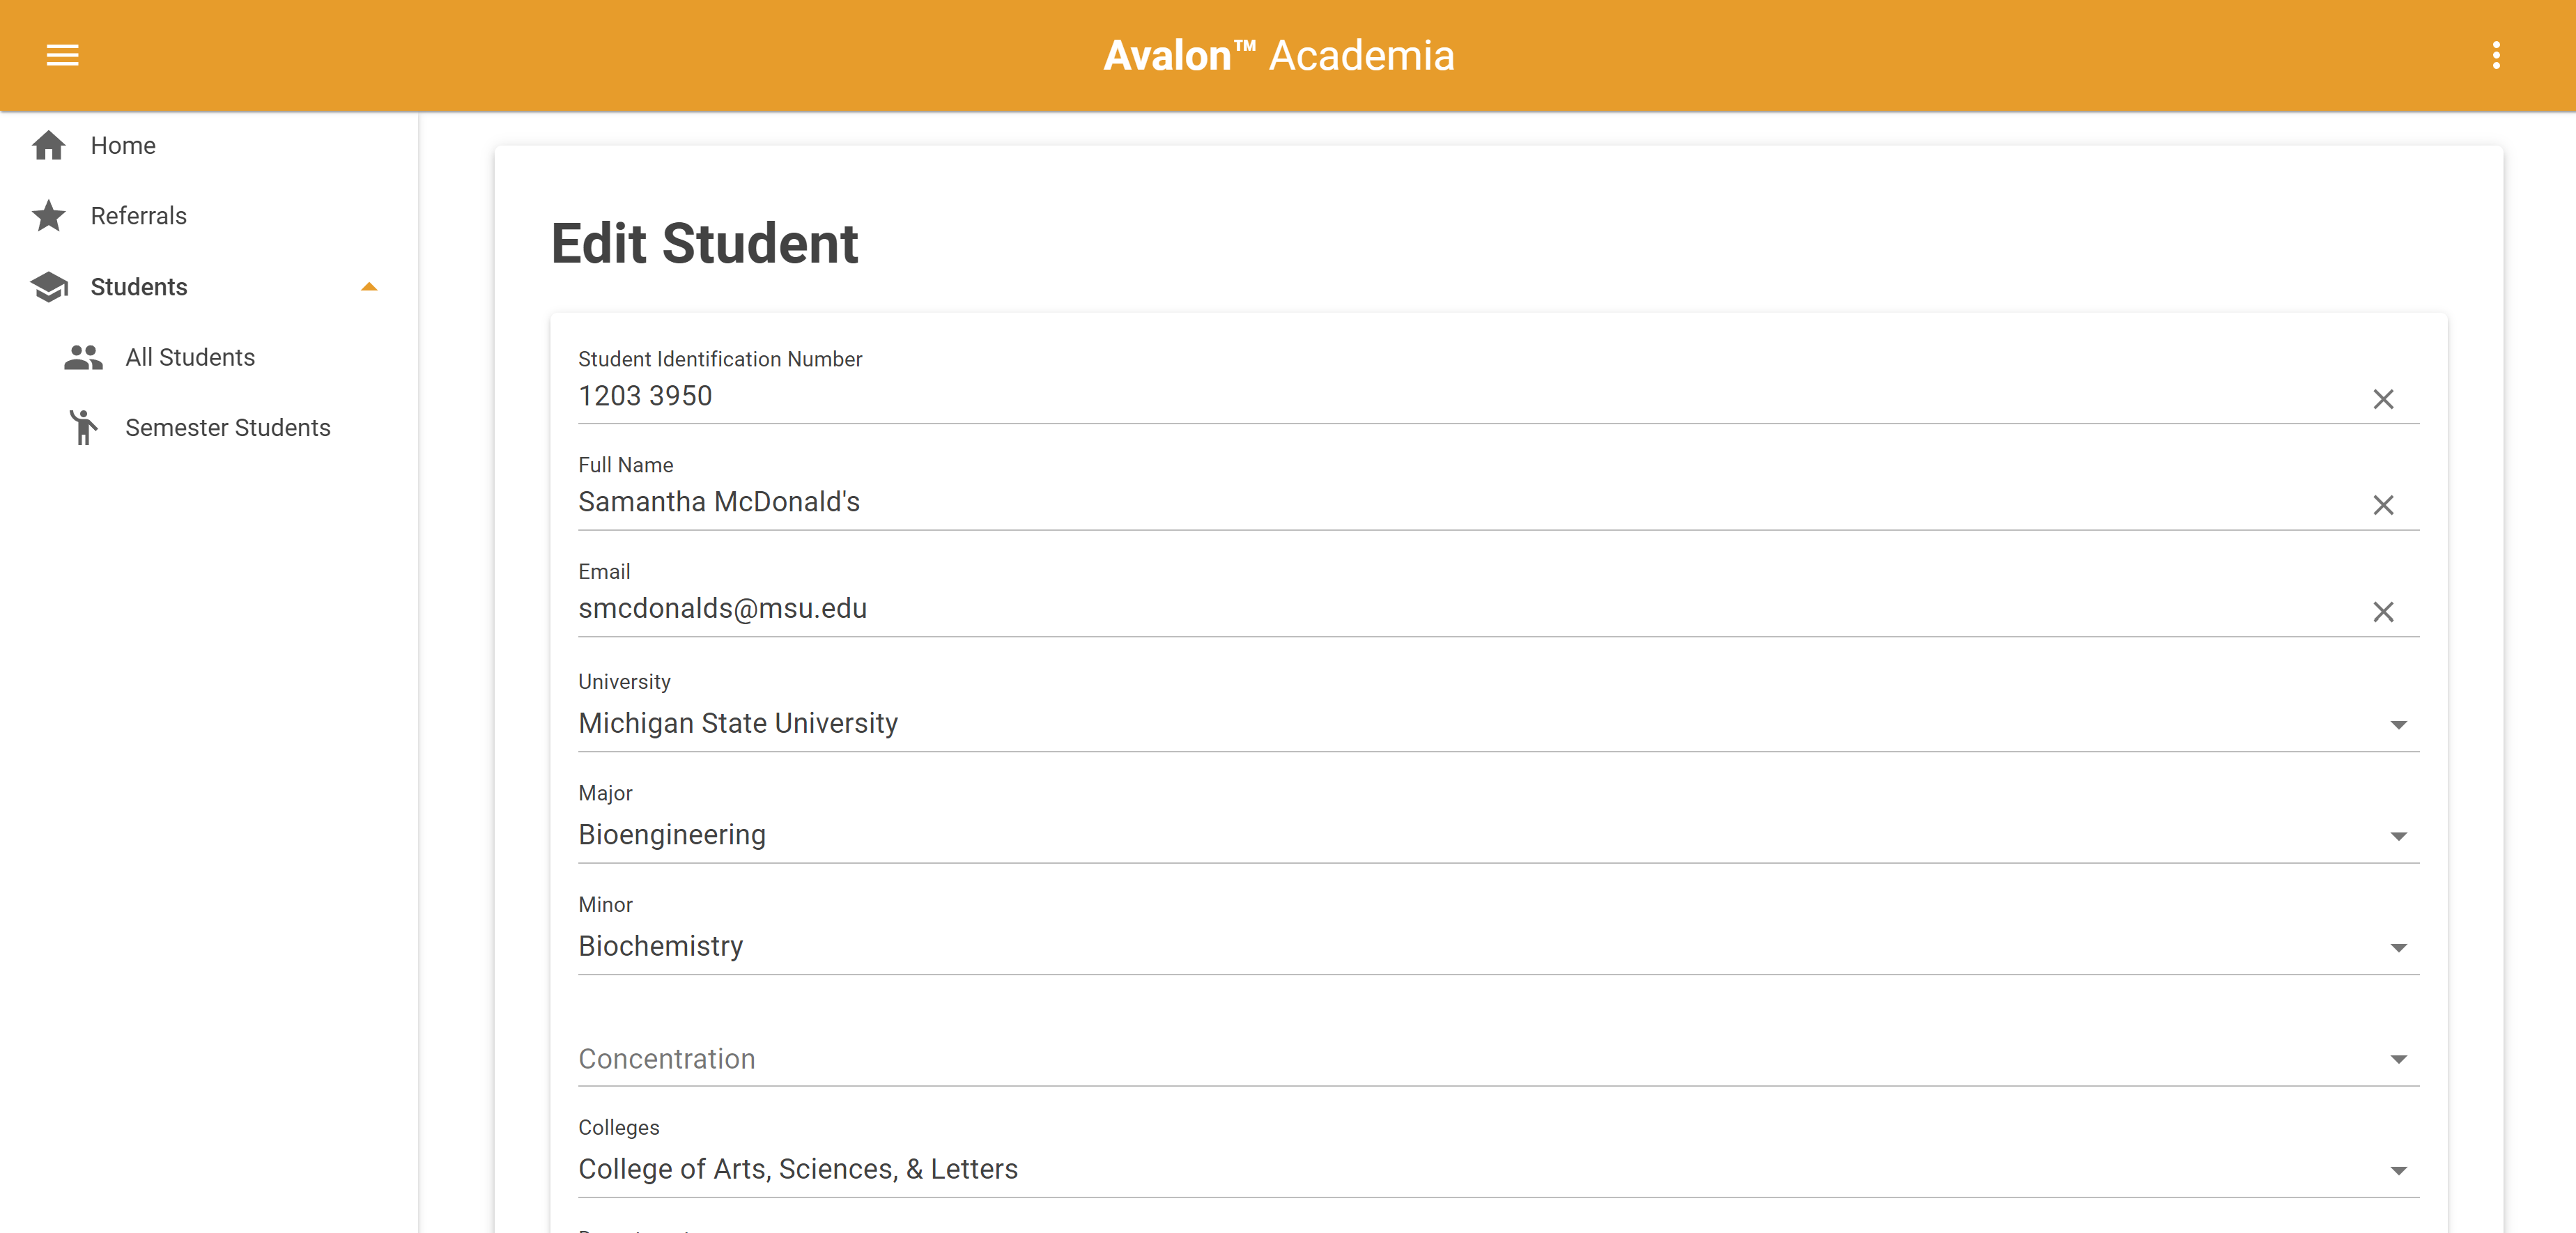 Avalon™ Academia
Home
Referrals
Students
All Students
Semester Students
Edit Student
Student Identification Number
1203 3950
Full Name
Samantha McDonald's
Email
smcdonalds@msu.edu
University
Michigan State University
Major
Bioengineering
Minor
Biochemistry
Concentration
Colleges
College of Arts, Sciences, & Letters